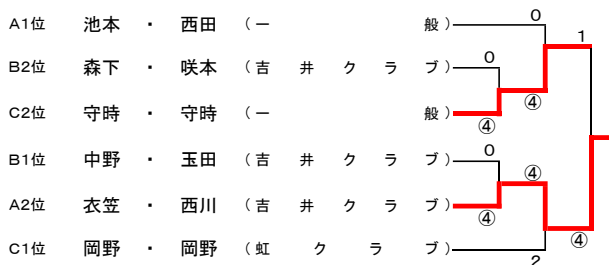 A1位 池本 ・ 西田 （一 般） 0
1
B2位 森下 ・ 咲本 （吉井クラブ） 0
④
C2位 守時 ・ 守時 （一 般） ④
B1位 中野 ・ 玉田 （吉井クラブ） 0
④
A2位 衣笠 ・ 西川 （吉井クラブ） ④
④
C1位 岡野 ・ 岡野 （虹クラブ） 2